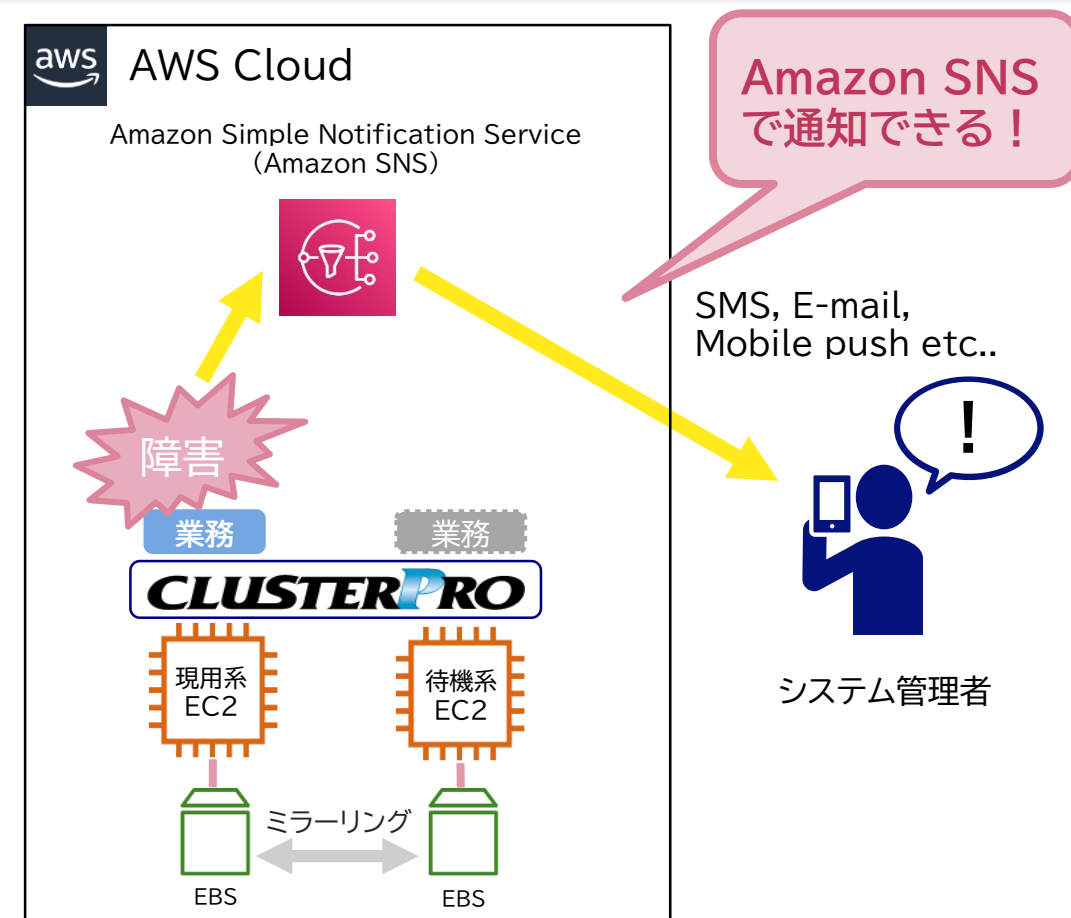 aws
AWS Cloud
Amazon SNS
で通知できる！
Amazon Simple Notification Service
（Amazon SNS）
SMS, E-mail,
Mobile push etc..
!
障害
業務
業務
CLUSTERPRO
現用系
EC2
待機系
EC2
システム管理者
ミラーリング
EBS
EBS